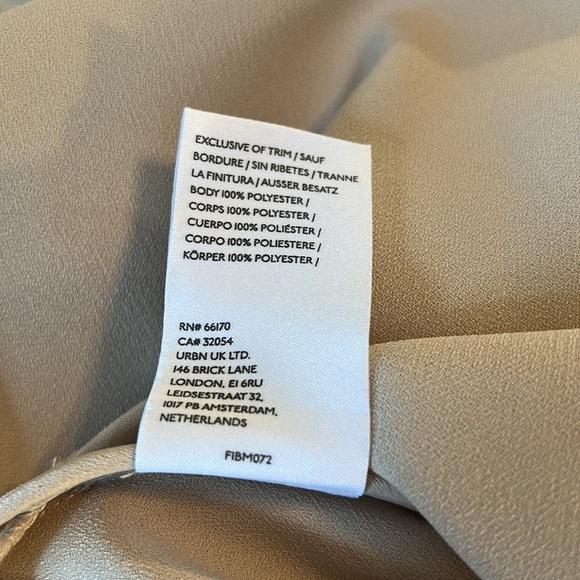 EXCLUSIVE OF TRIM / SAUF
BORDURE / SIN RIBETES / TRANNE
LA FINITURA / AUSSER BESATZ
BODY 100% POLYESTER /
CORPS 100% POLYESTER /
CUERPO 100% POLIÉSTER /
CORPO 100% POLIESTERE /
KÖRPER 100% POLYESTER /
RN# 66170
CA# 32054
URBN UK LTD.
146 BRICK LANE
LONDON, E1 6RU
LEIDSESTRAAT 32,
1017 PB AMSTERDAM,
NETHERLANDS
FIBM072